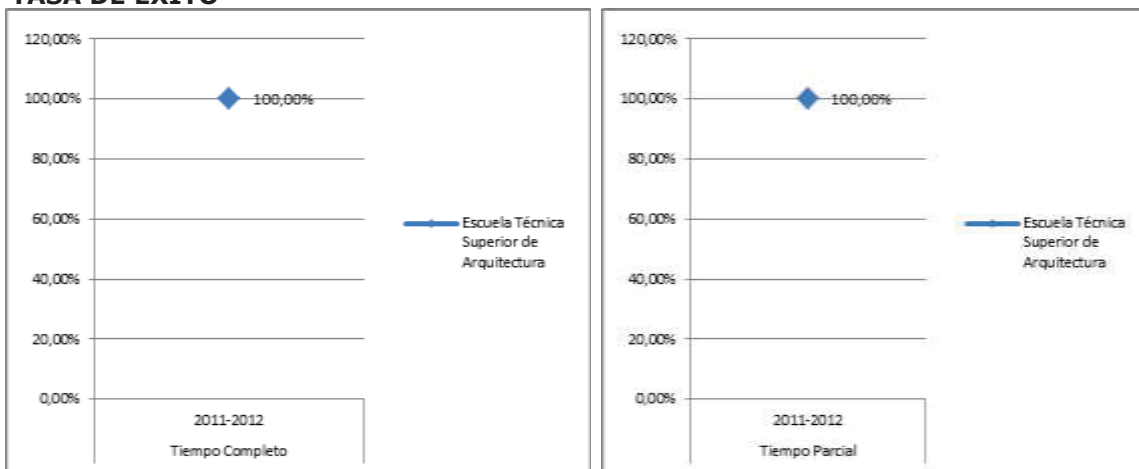 TASA DE ÉXITO
120,00%
100,00%
80,00%
60,00%
40,00%
20,00%
0,00%
100,00%
2011-2012
Tiempo Completo
Escuela Técnica
Superior de
Arquitectura
120,00%
100,00%
80,00%
60,00%
40,00%
20,00%
0,00%
100,00%
2011-2012
Tiempo Parcial
Escuela Técnica
Superior de
Arquitectura